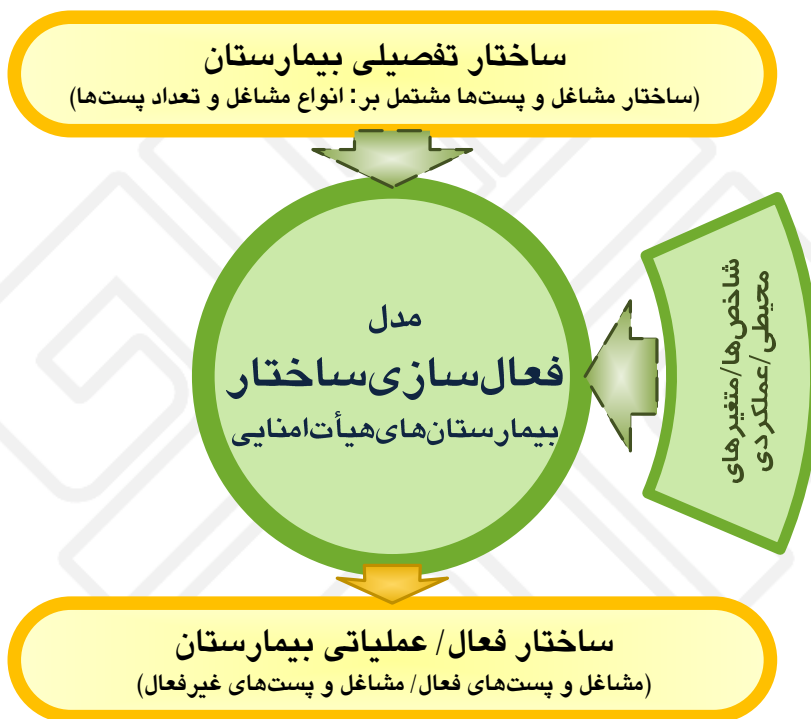 ساختار تفصیلی بیمارستان
(ساختار مشاغل و پست‌ها مشتمل بر: انواع مشاغل و تعداد پست‌ها)
مدل
فعال‌سازی‌ساختار
بیمارستان‌های‌هیأت‌امنایی
شاخص‌ها/متغیرهای
محیطی/عملکردی
ساختار فعال/ عملیاتی بیمارستان
(مشاغل و پست‌های فعال/ مشاغل و پست‌های غیرفعال)